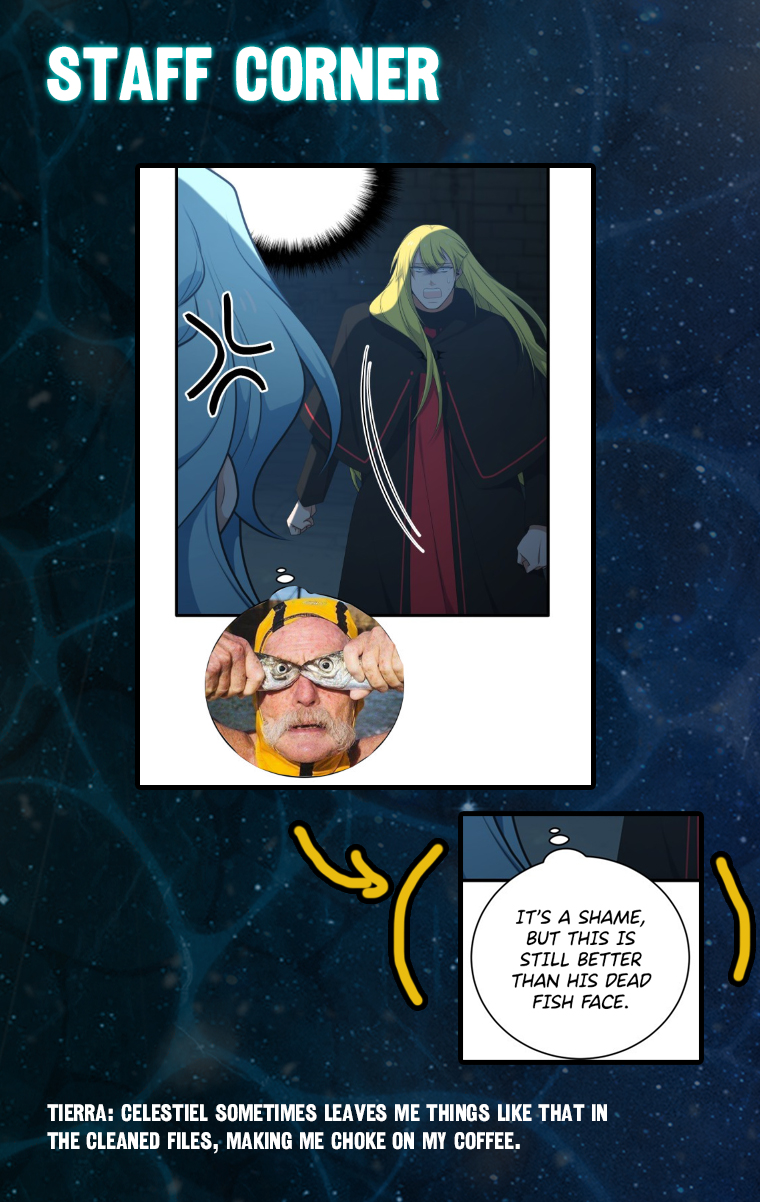 STAFF CORNER
IT'S A SHAME,
BUT THIS IS
STILL BETTER
THAN HIS DEAD
FISH FACE.
TIERRA: CELESTIEL SOMETIMES LEAVES ME THINGS LIKE THAT IN
THE CLEANED FILES, MAKING ME CHOKE ON MY COFFEE.